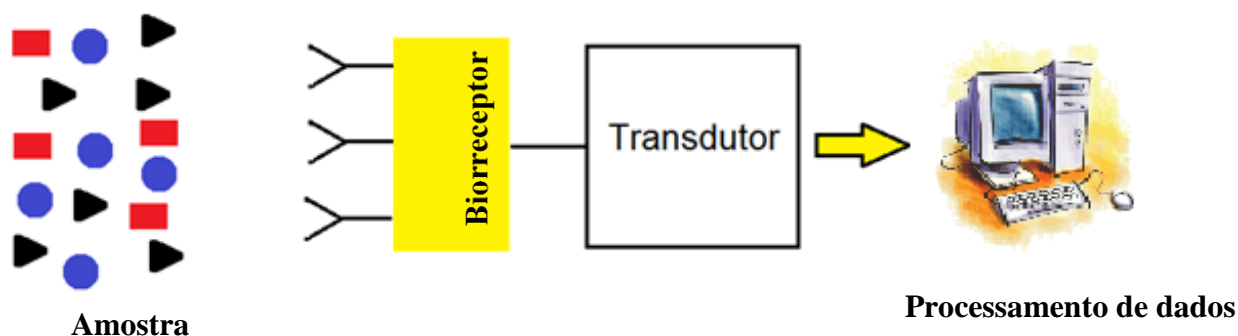 Amostra
Biorreceptor
Transdutor
Processamento de dados